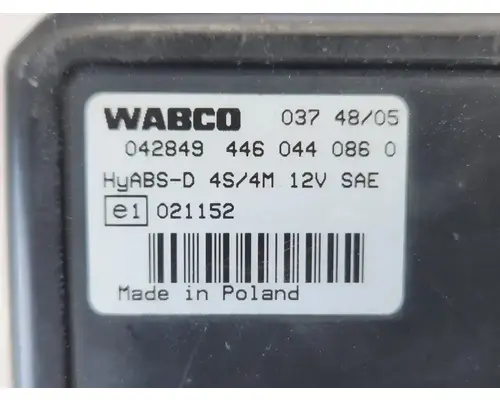 WABCO 037 48/05
042849 446 044 086 0
HyABS-D 4S/4M 12V SAE
e1 021152
Made in Poland